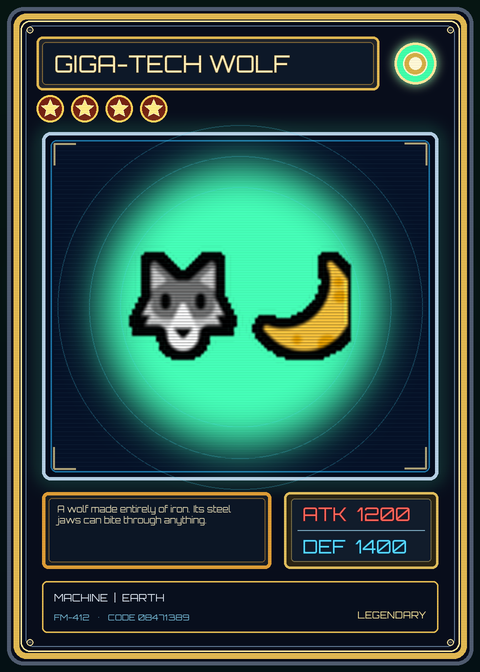 GIGA-TECH WOLF
A wolf made entirely of iron. Its steel
jaws can bite through anything.
ATK 1200
DEF 1400
MACHINE | EARTH
FM-412 · CODE 08471389
LEGENDARY